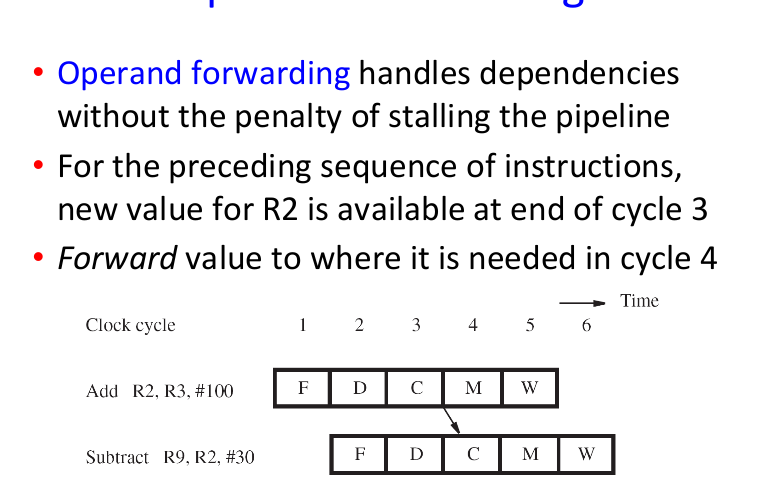 • Operand forwarding handles dependencies
without the penalty of stalling the pipeline
• For the preceding sequence of instructions,
new value for R2 is available at end of cycle 3
• Forward value to where it is needed in cycle 4
Time
Clock cycle 1 2 3 4 5 6
Add R2, R3, #100 F D C M W
Subtract R9, R2, #30 F D C M W